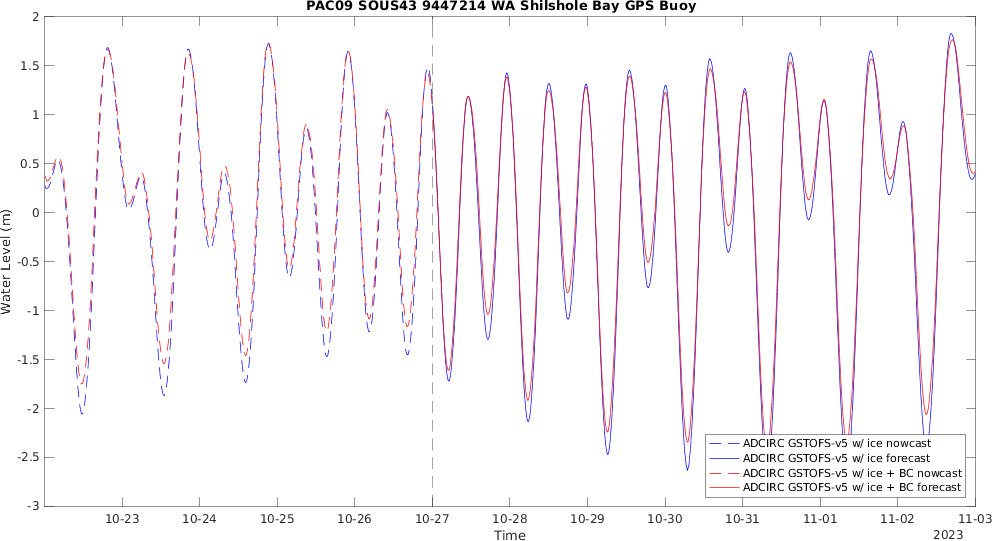 PAC09 SOUS43 9447214 WA Shilshole Bay GPS Buoy
2
1.5
1
0.5
0
-0.5
-1
-1.5
-2
-2.5
-3
Water Level (m)
ADCIRC GSTOFS-v5 w/ ice nowcast
ADCIRC GSTOFS-v5 w/ ice forecast
ADCIRC GSTOFS-v5 w/ ice + BC nowcast
ADCIRC GSTOFS-v5 w/ ice + BC forecast
10-23 10-24 10-25 10-26 10-27 10-28 10-29 10-30 10-31 11-01 11-02 11-03
Time
2023